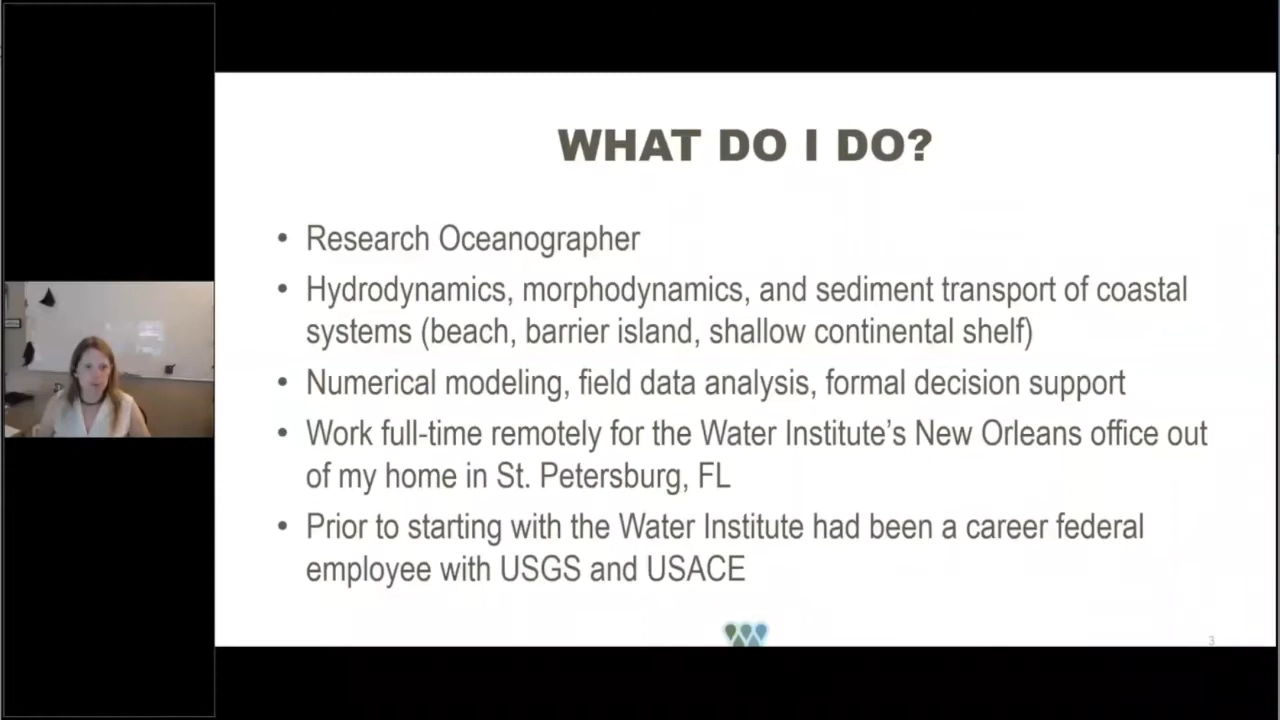 WHAT DO I DO?
• Research Oceanographer
• Hydrodynamics, morphodynamics, and sediment transport of coastal
systems (beach, barrier island, shallow continental shelf)
• Numerical modeling, field data analysis, formal decision support
• Work full-time remotely for the Water Institute’s New Orleans office out
of my home in St. Petersburg, FL
• Prior to starting with the Water Institute had been a career federal
employee with USGS and USACE
3